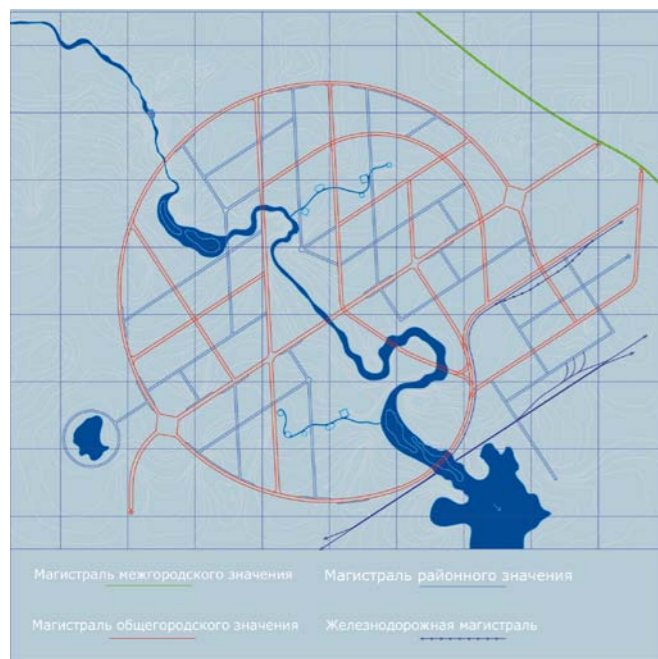 Магистраль межгородского значения
Магистраль районного значения
Магистраль общегородского значения
Железнодорожная магистраль